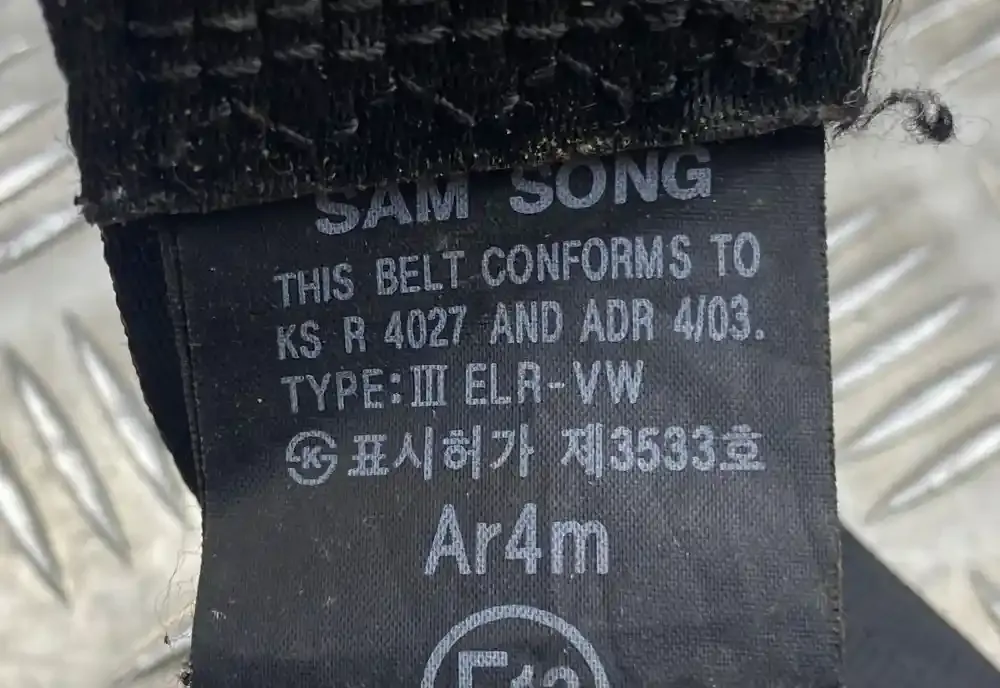 SAM SONG
THIS BELT CONFORMS TO
KS R 4027 AND ADR 4/03.
TYPE: III ELR-VW
표시허가 제3533호
Ar4m